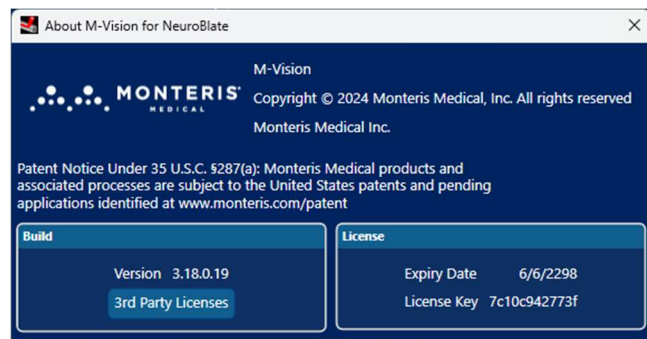 About M-Vision for NeuroBlate
M-Vision
MONTERIS®
MEDICAL
Copyright © 2024 Monteris Medical, Inc. All rights reserved
Monteris Medical Inc.
Patent Notice Under 35 U.S.C. §287(a): Monteris Medical products and
associated processes are subject to the United States patents and pending
applications identified at www.monteris.com/patent
Build
Version 3.18.0.19
3rd Party Licenses
License
Expiry Date 6/6/2298
License Key 7c10c942773f